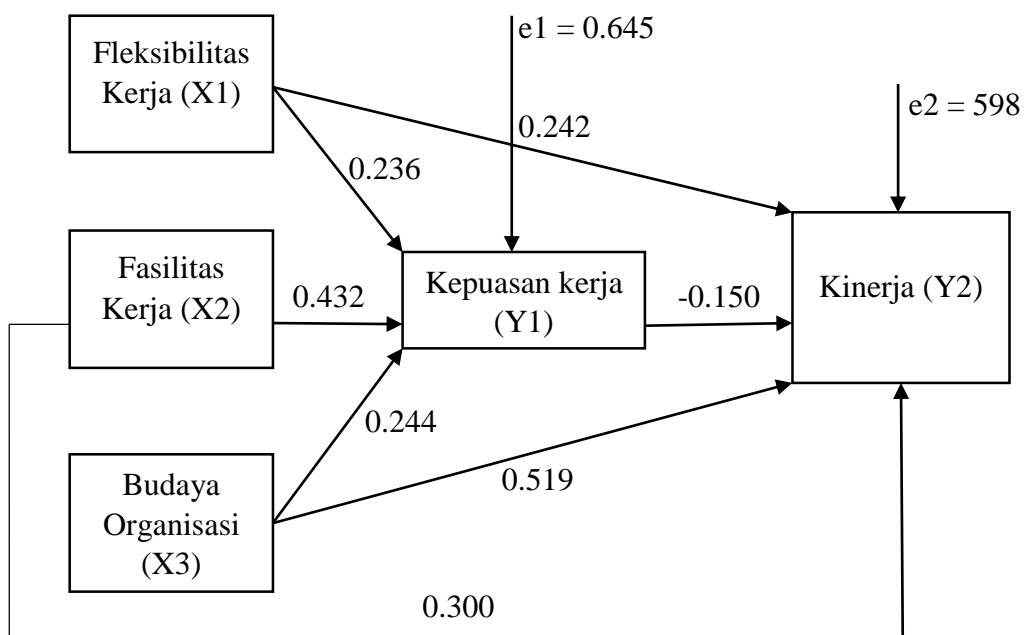 Fleksibilitas
Kerja (X1)
e1 = 0.645
e2 = 598
0.242
0.236
Fasilitas
Kerja (X2)
0.432
Kepuasan kerja
(Y1)
-0.150
Kinerja (Y2)
0.244
0.519
Budaya
Organisasi
(X3)
0.300